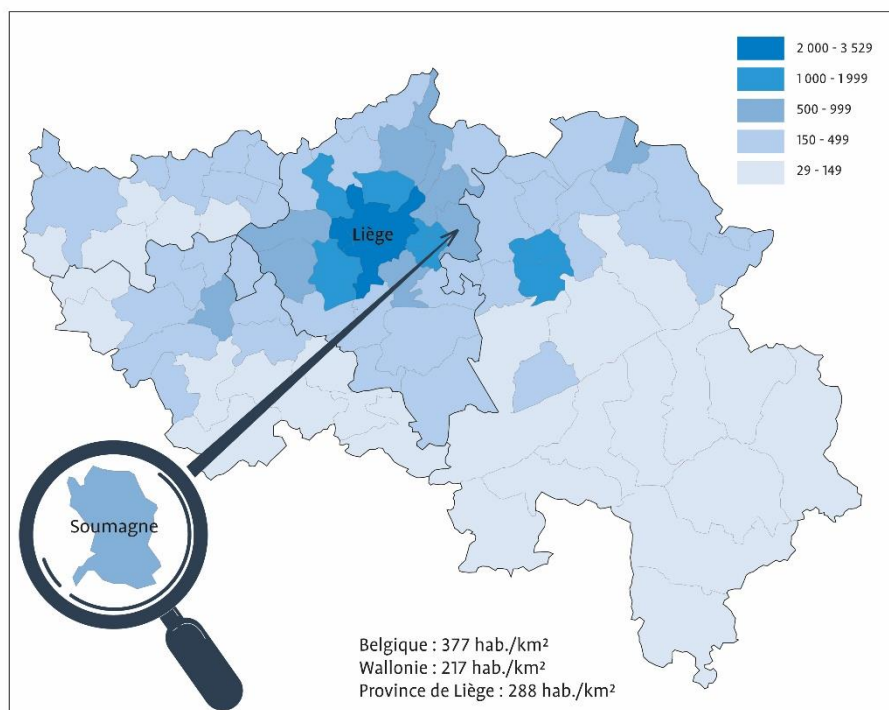 2 000 - 3 529
1 000 - 1 999
500 - 999
150 - 499
29 - 149
Liège
Soumagne
Belgique : 377 hab./km²
Wallonie : 217 hab./km²
Province de Liège : 288 hab./km²